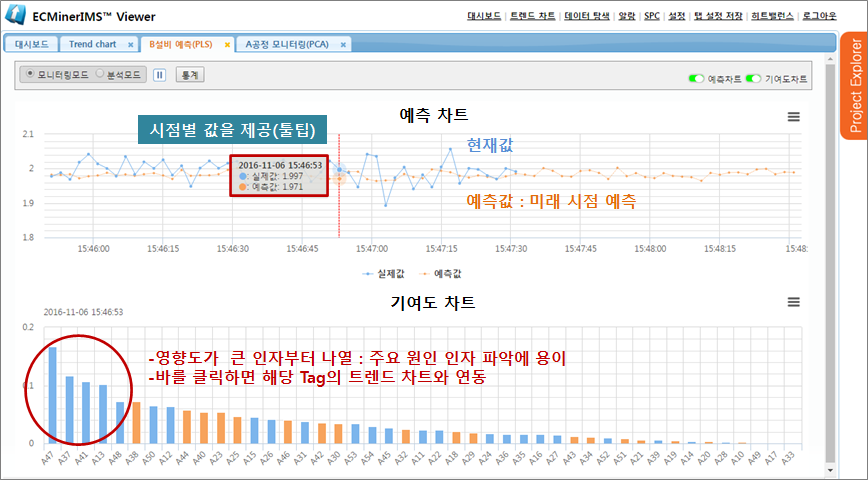 ECMinerIMS™ Viewer
대시보드 | 트렌드 차트 | 데이터 탐색 | 알람 | SPC | 설정 | 탭 설정 저장 | 히트밸런스 | 로그아웃
대시보드 Trend chart × B설비 예측(PLS) × A공정 모니터링(PCA) ×
Project Explorer
모니터링모드 분석모드 통계 예측차트 기여도차트
예측 차트
시점별 값을 제공(툴팁)
현재값
2016-11-06 15:46:53
실제값: 1.997
예측값: 1.971
예측값 : 미래 시점 예측
2.1
2
1.9
1.8
15:46:00 15:46:15 15:46:30 15:46:45 15:47:00 15:47:15 15:47:30 15:47:45 15:48:00 15:48:15 15:48:
실제값 예측값
기여도 차트
2016-11-06 15:46:53
0.2
0.1
0
-영향도가 큰 인자부터 나열 : 주요 원인 인자 파악에 용이
-바를 클릭하면 해당 Tag의 트렌드 차트와 연동
A47 A37 A41 A13 A48 A38 A50 A12 A44 A40 A23 A25 A15 A26 A39 A31 A42 A30 A53 A54 A45 A32 A11 A22 A18 A29 A24 A36 A35 A16 A27 A43 A34 A52 A51 A21 A19 A14 A20 A28 A10 A49 A17 A33